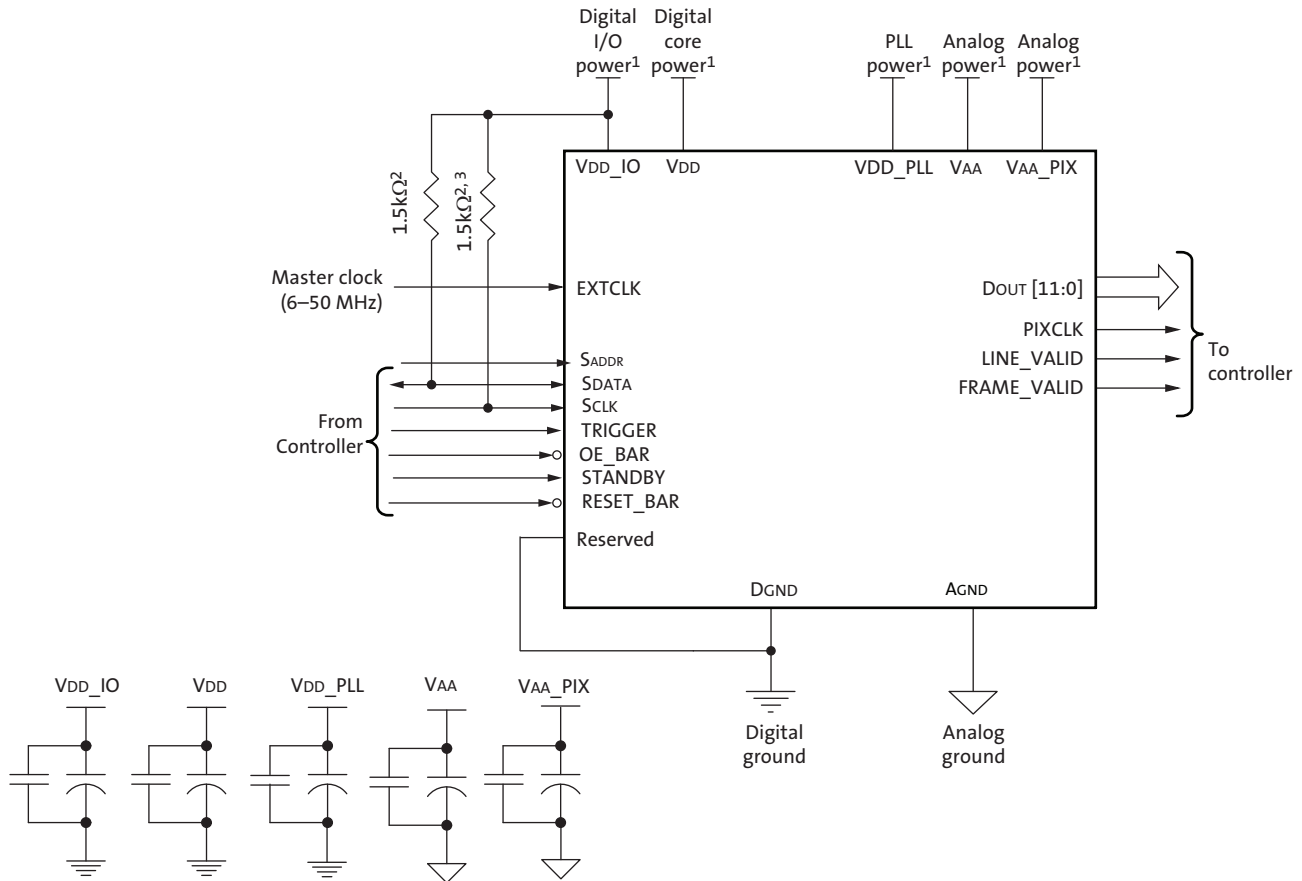 Digital
I/O
power¹
Digital
core
power¹
PLL
power¹
Analog
power¹
Analog
power¹
VDD_IO
VDD
VDD_PLL
VAA
VAA_PIX
1.5kΩ²
1.5kΩ²,³
Master clock
(6–50 MHz)
EXTCLK
SADDR
SDATA
SCLK
TRIGGER
OE_BAR
STANDBY
RESET_BAR
Reserved
From
Controller
DOUT [11:0]
PIXCLK
LINE_VALID
FRAME_VALID
To
controller
DGND
AGND
Digital
ground
Analog
ground
VDD_IO
VDD
VDD_PLL
VAA
VAA_PIX